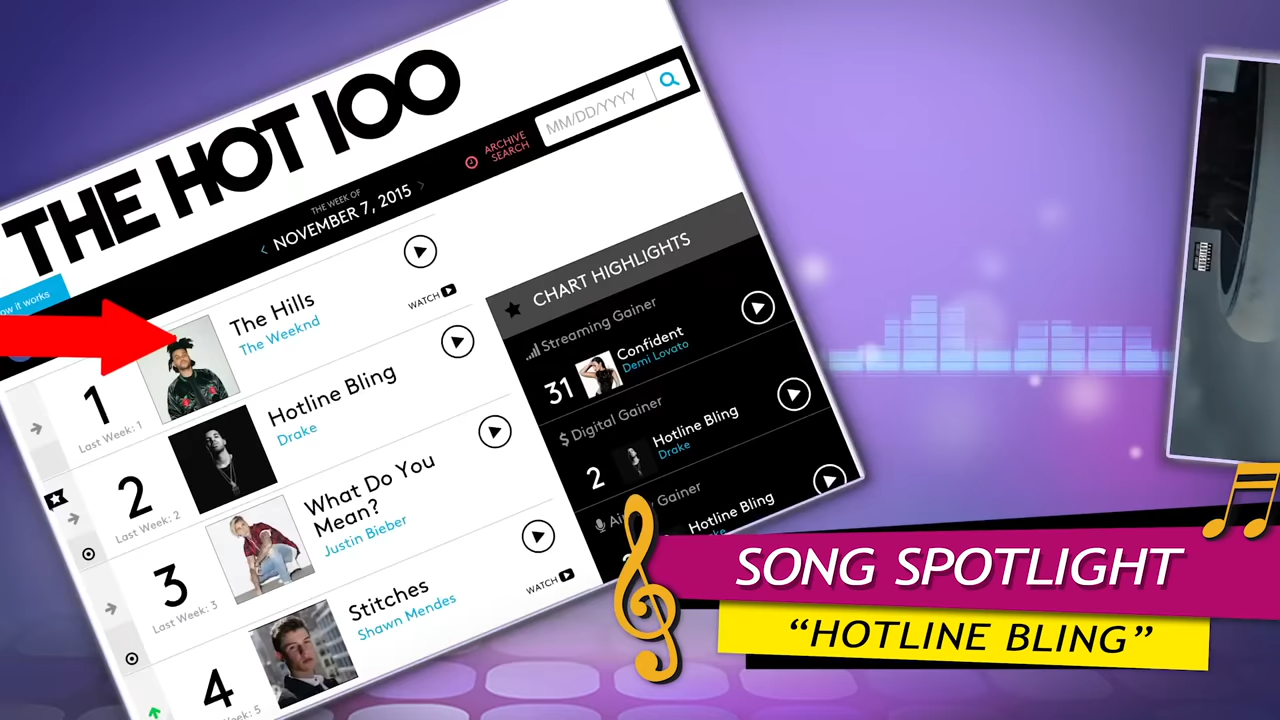 THE HOT 100
ow it works
THE WEEK OF
NOVEMBER 7, 2015
ARCHIVE
SEARCH
MM/DD/YYYY
1
Last Week: 1
The Hills
The Weeknd
WATCH
2
Last Week: 2
Hotline Bling
Drake
3
Last Week: 3
What Do You
Mean?
Justin Bieber
4
eek: 5
Stitches
Shawn Mendes
WATCH
CHART HIGHLIGHTS
Streaming Gainer
31
Confident
Demi Lovato
$ Digital Gainer
2
Hotline Bling
Drake
Gainer
Hotline Bling
SONG SPOTLIGHT
“HOTLINE BLING”